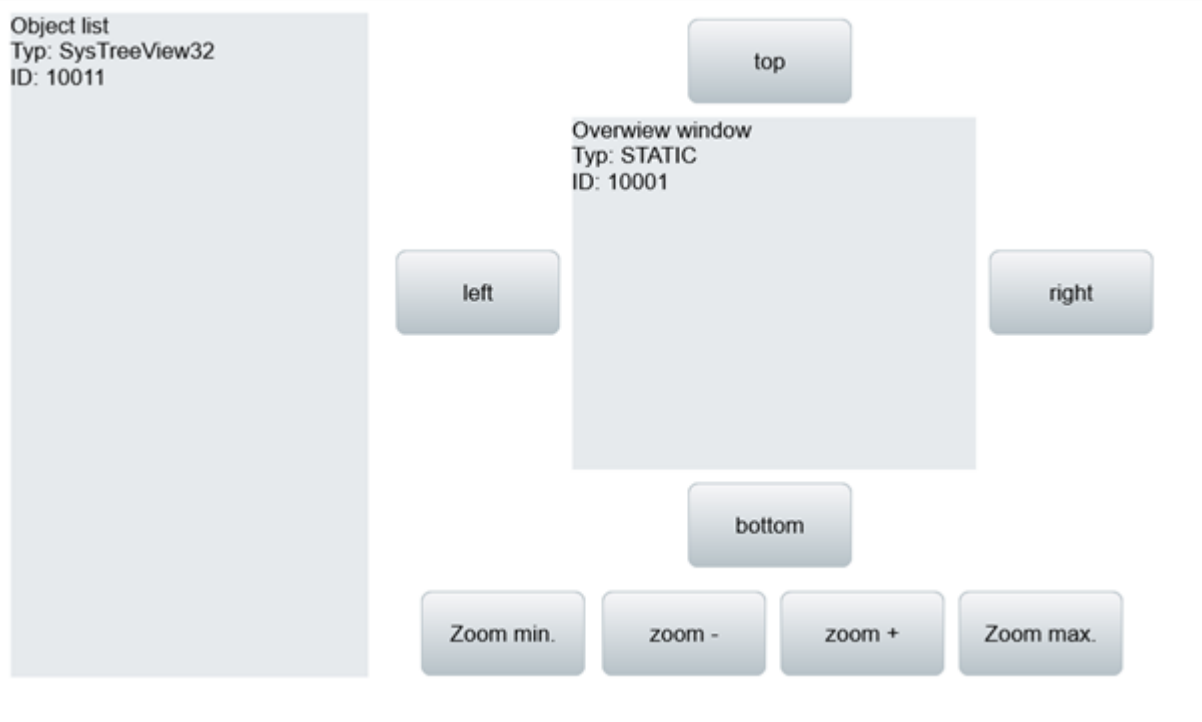 Object list
Typ: SysTreeView32
ID: 10011
top
Overwiew window
Typ: STATIC
ID: 10001
left
right
bottom
Zoom min.
zoom -
zoom +
Zoom max.